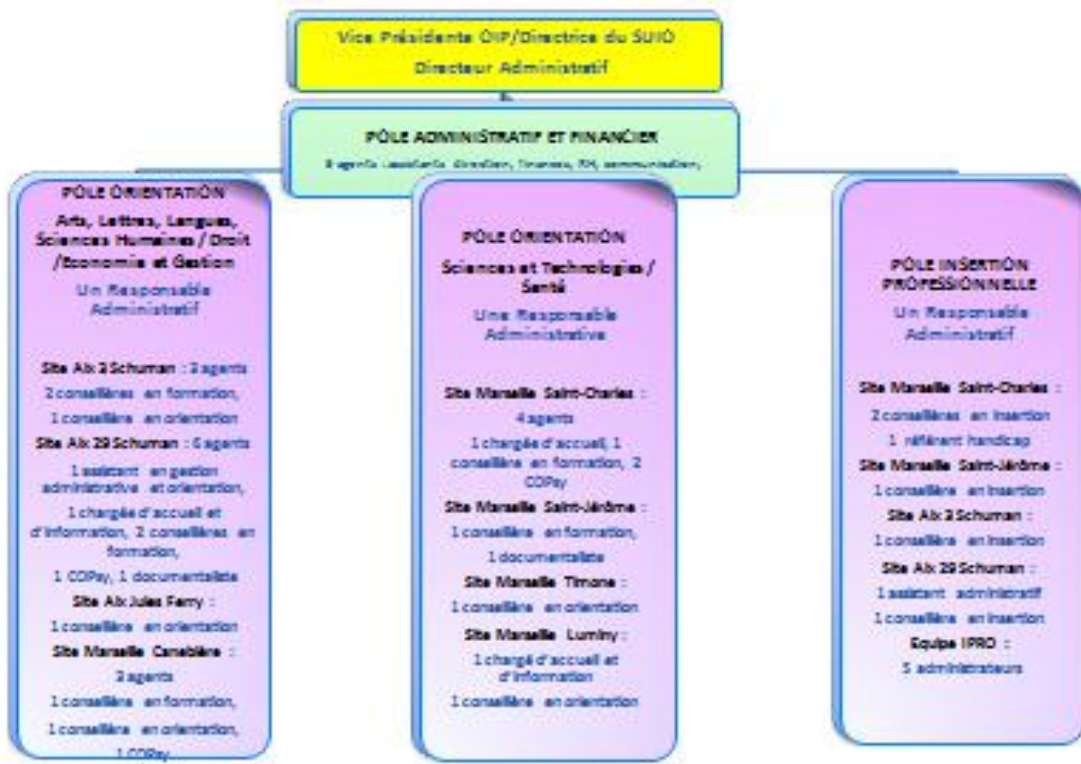 Vice Présidente OIP/Directrice du SUIO
Directeur Administratif
PÔLE ADMINISTRATIF ET FINANCIER
agents direction, finances, RH, communication,
PÔLE ORIENTATION
Arts, Lettres, Langues,
Sciences Humaines / Droit
/Economie et Gestion
Un Responsable
Administratif
Site Aix 3 Schuman : 3 agents
2 conseillères en formation,
1 conseillère en orientation
Site Aix 29 Schuman : 6 agents
1 assistant en gestion
administrative et orientation,
1 chargée d'accueil et
d'information, 2 conseillères en
formation,
1 COPsy, 1 documentaliste
Site Aix Jules Ferry :
1 conseillère en orientation
Site Marseille Canebière :
3 agents
1 conseillère en formation,
1 conseillère en orientation,
1 COPsy
PÔLE ORIENTATION
Sciences et Technologies /
Santé
Une Responsable
Administrative
Site Marseille Saint-Charles :
4 agents
1 chargée d'accueil, 1
conseillère en formation, 2
COPsy
Site Marseille Saint-Jérôme :
1 conseillère en formation,
1 documentaliste
Site Marseille Timone :
1 conseillère en orientation
Site Marseille Luminy :
1 chargé d'accueil et
d'information
1 conseillère en orientation
PÔLE INSERTION
PROFESSIONNELLE
Un Responsable
Administratif
Site Marseille Saint-Charles :
2 conseillères en insertion
1 référent handicap
Site Marseille Saint-Jérôme :
1 conseillère en insertion
Site Aix 3 Schuman :
1 conseillère en insertion
Site Aix 29 Schuman :
1 assistant administratif
1 conseillère en insertion
Equipe IPRO :
5 administrateurs